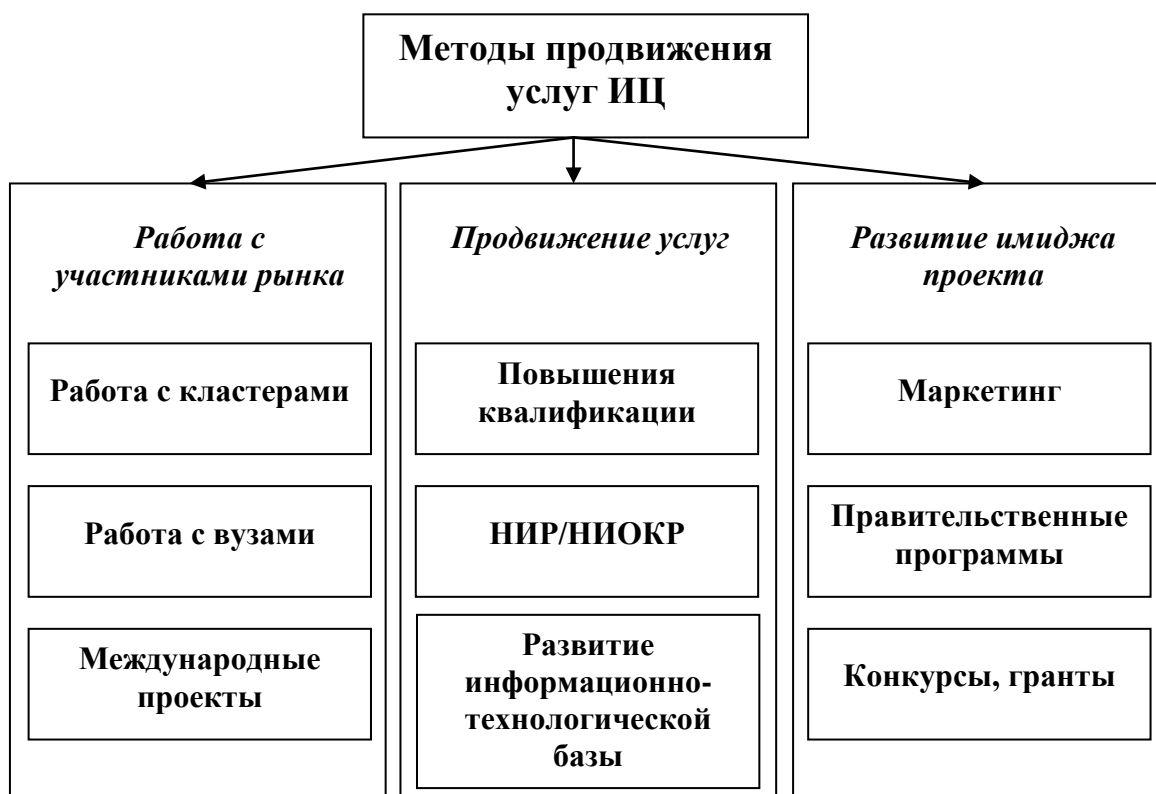 Методы продвижения
услуг ИЦ
Работа с
участниками рынка
Работа с кластерами
Работа с вузами
Международные
проекты
Продвижение услуг
Повышения
квалификации
НИР/НИОКР
Развитие
информационно-
технологической
базы
Развитие имиджа
проекта
Маркетинг
Правительственные
программы
Конкурсы, гранты